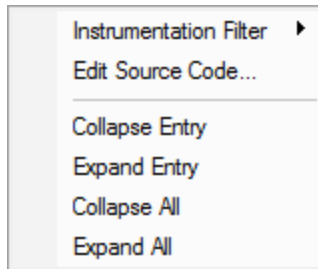 Instrumentation Filter
Edit Source Code...
Collapse Entry
Expand Entry
Collapse All
Expand All